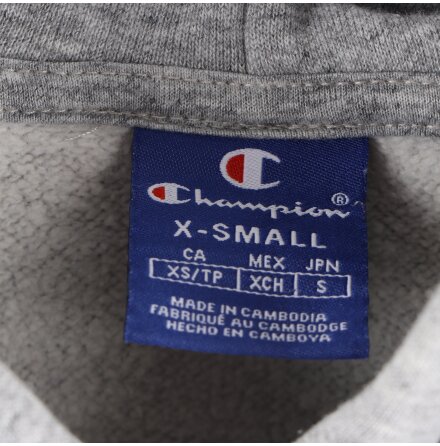 Champion®
X-SMALL
CA MEX JPN
XS/TP XCH S
MADE IN CAMBODIA
FABRIQUÉ AU CAMBODGE
HECHO EN CAMBOYA